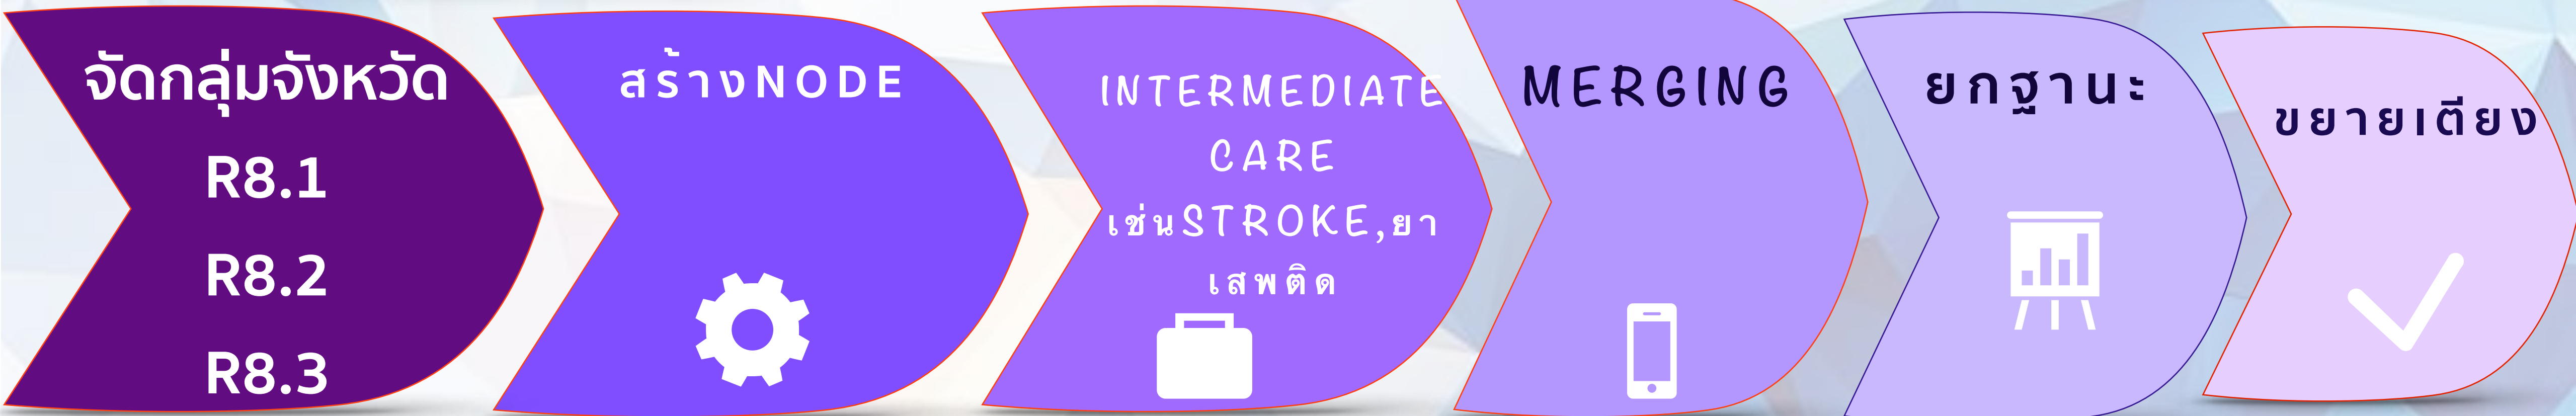 จัดกลุ่มจังหวัด
R8.1
R8.2
R8.3
สร้างNODE
INTERMEDIATE
CARE
เช่นSTROKE,ยา
เสพติด
MERGING
ยกฐานะ
ขยายเตียง